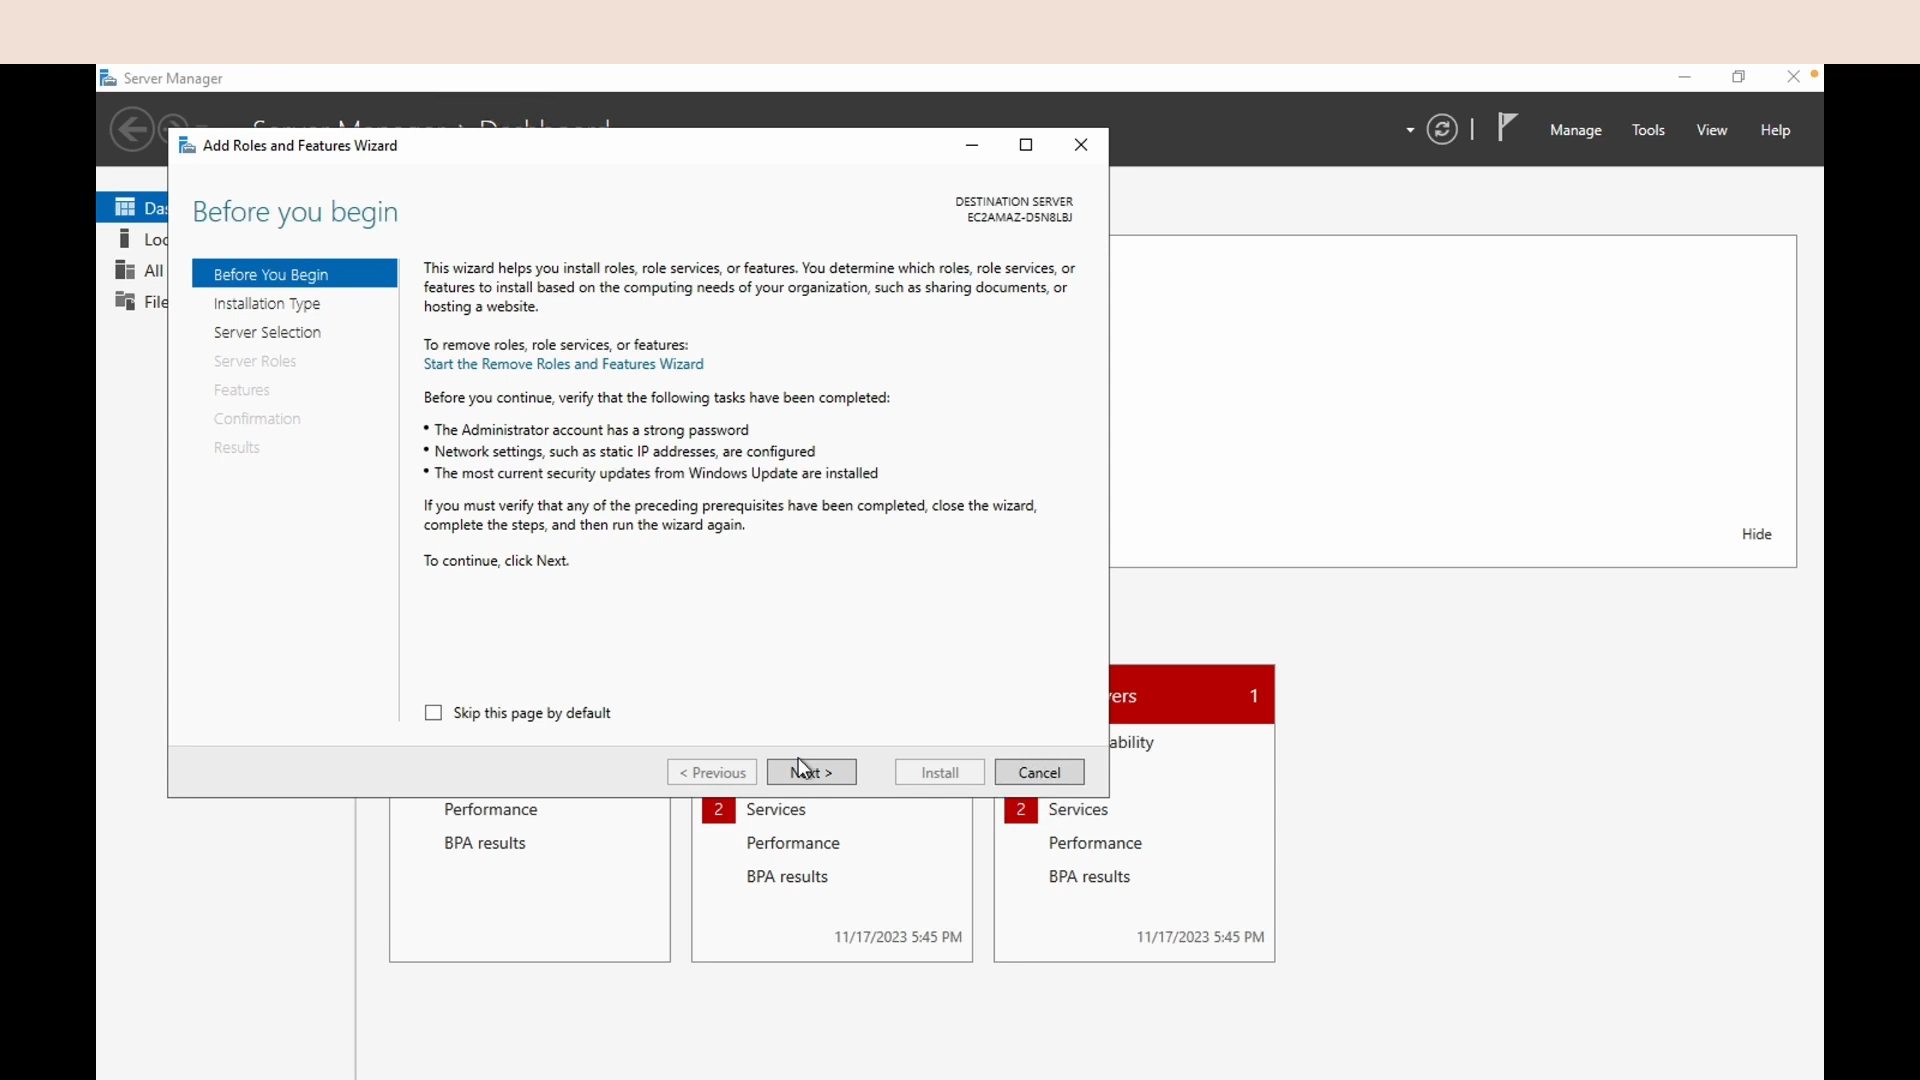 Server Manager
Manage
Tools
View
Help
Add Roles and Features Wizard
Before you begin
DESTINATION SERVER
EC2AMAZ-D5N8LBJ
All
Before You Begin
Installation Type
Server Selection
Server Roles
Features
Confirmation
Results
This wizard helps you install roles, role services, or features. You determine which roles, role services, or
features to install based on the computing needs of your organization, such as sharing documents, or
hosting a website.
To remove roles, role services, or features:
Start the Remove Roles and Features Wizard
Before you continue, verify that the following tasks have been completed:
• The Administrator account has a strong password
• Network settings, such as static IP addresses, are configured
• The most current security updates from Windows Update are installed
If you must verify that any of the preceding prerequisites have been completed, close the wizard,
complete the steps, and then run the wizard again.
To continue, click Next.
Skip this page by default
< Previous
Next >
Install
Cancel
Hide
1
Performance
BPA results
2 Services
Performance
BPA results
11/17/2023 5:45 PM
2 Services
Performance
BPA results
11/17/2023 5:45 PM